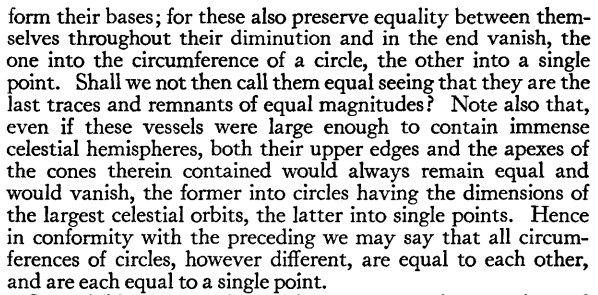 form their bases; for these also preserve equality between them-
selves throughout their diminution and in the end vanish, the
one into the circumference of a circle, the other into a single
point. Shall we not then call them equal seeing that they are the
last traces and remnants of equal magnitudes? Note also that,
even if these vessels were large enough to contain immense
celestial hemispheres, both their upper edges and the apexes of
the cones therein contained would always remain equal and
would vanish, the former into circles having the dimensions of
the largest celestial orbits, the latter into single points. Hence
in conformity with the preceding we may say that all circum-
ferences of circles, however different, are equal to each other,
and are each equal to a single point.